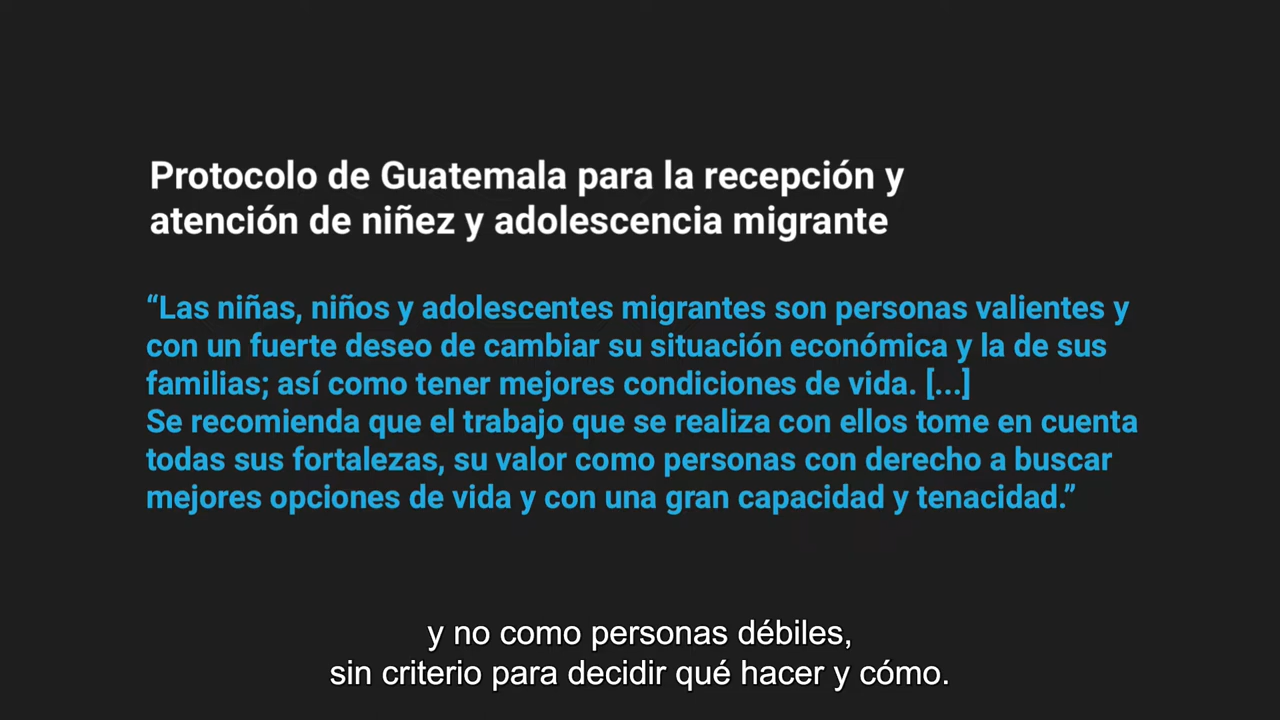 Protocolo de Guatemala para la recepción y
atención de niñez y adolescencia migrante
“Las niñas, niños y adolescentes migrantes son personas valientes y
con un fuerte deseo de cambiar su situación económica y la de sus
familias; así como tener mejores condiciones de vida. [...]
Se recomienda que el trabajo que se realiza con ellos tome en cuenta
todas sus fortalezas, su valor como personas con derecho a buscar
mejores opciones de vida y con una gran capacidad y tenacidad.”
y no como personas débiles,
sin criterio para decidir qué hacer y cómo.